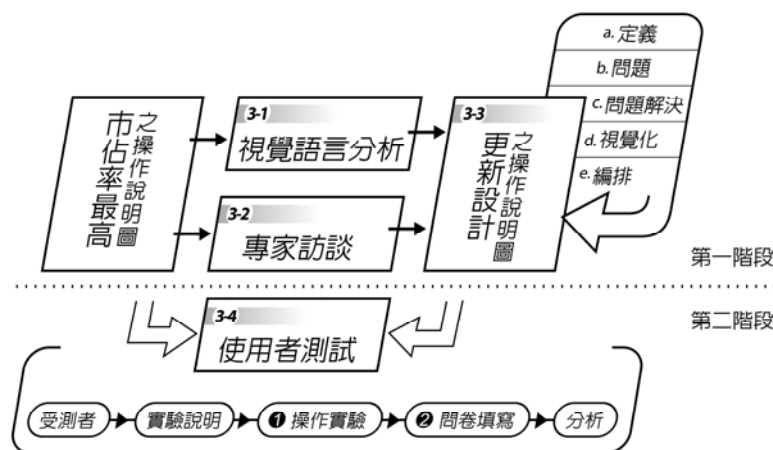 市佔率最高
之操作說明圖
3-1
視覺語言分析
3-2
專家訪談
3-3
更新設計
之操作說明圖
a. 定義
b. 問題
c. 問題解決
d. 視覺化
e. 編排
第一階段
第二階段
3-4
使用者測試
受測者
實驗說明
❶ 操作實驗
❷ 問卷填寫
分析